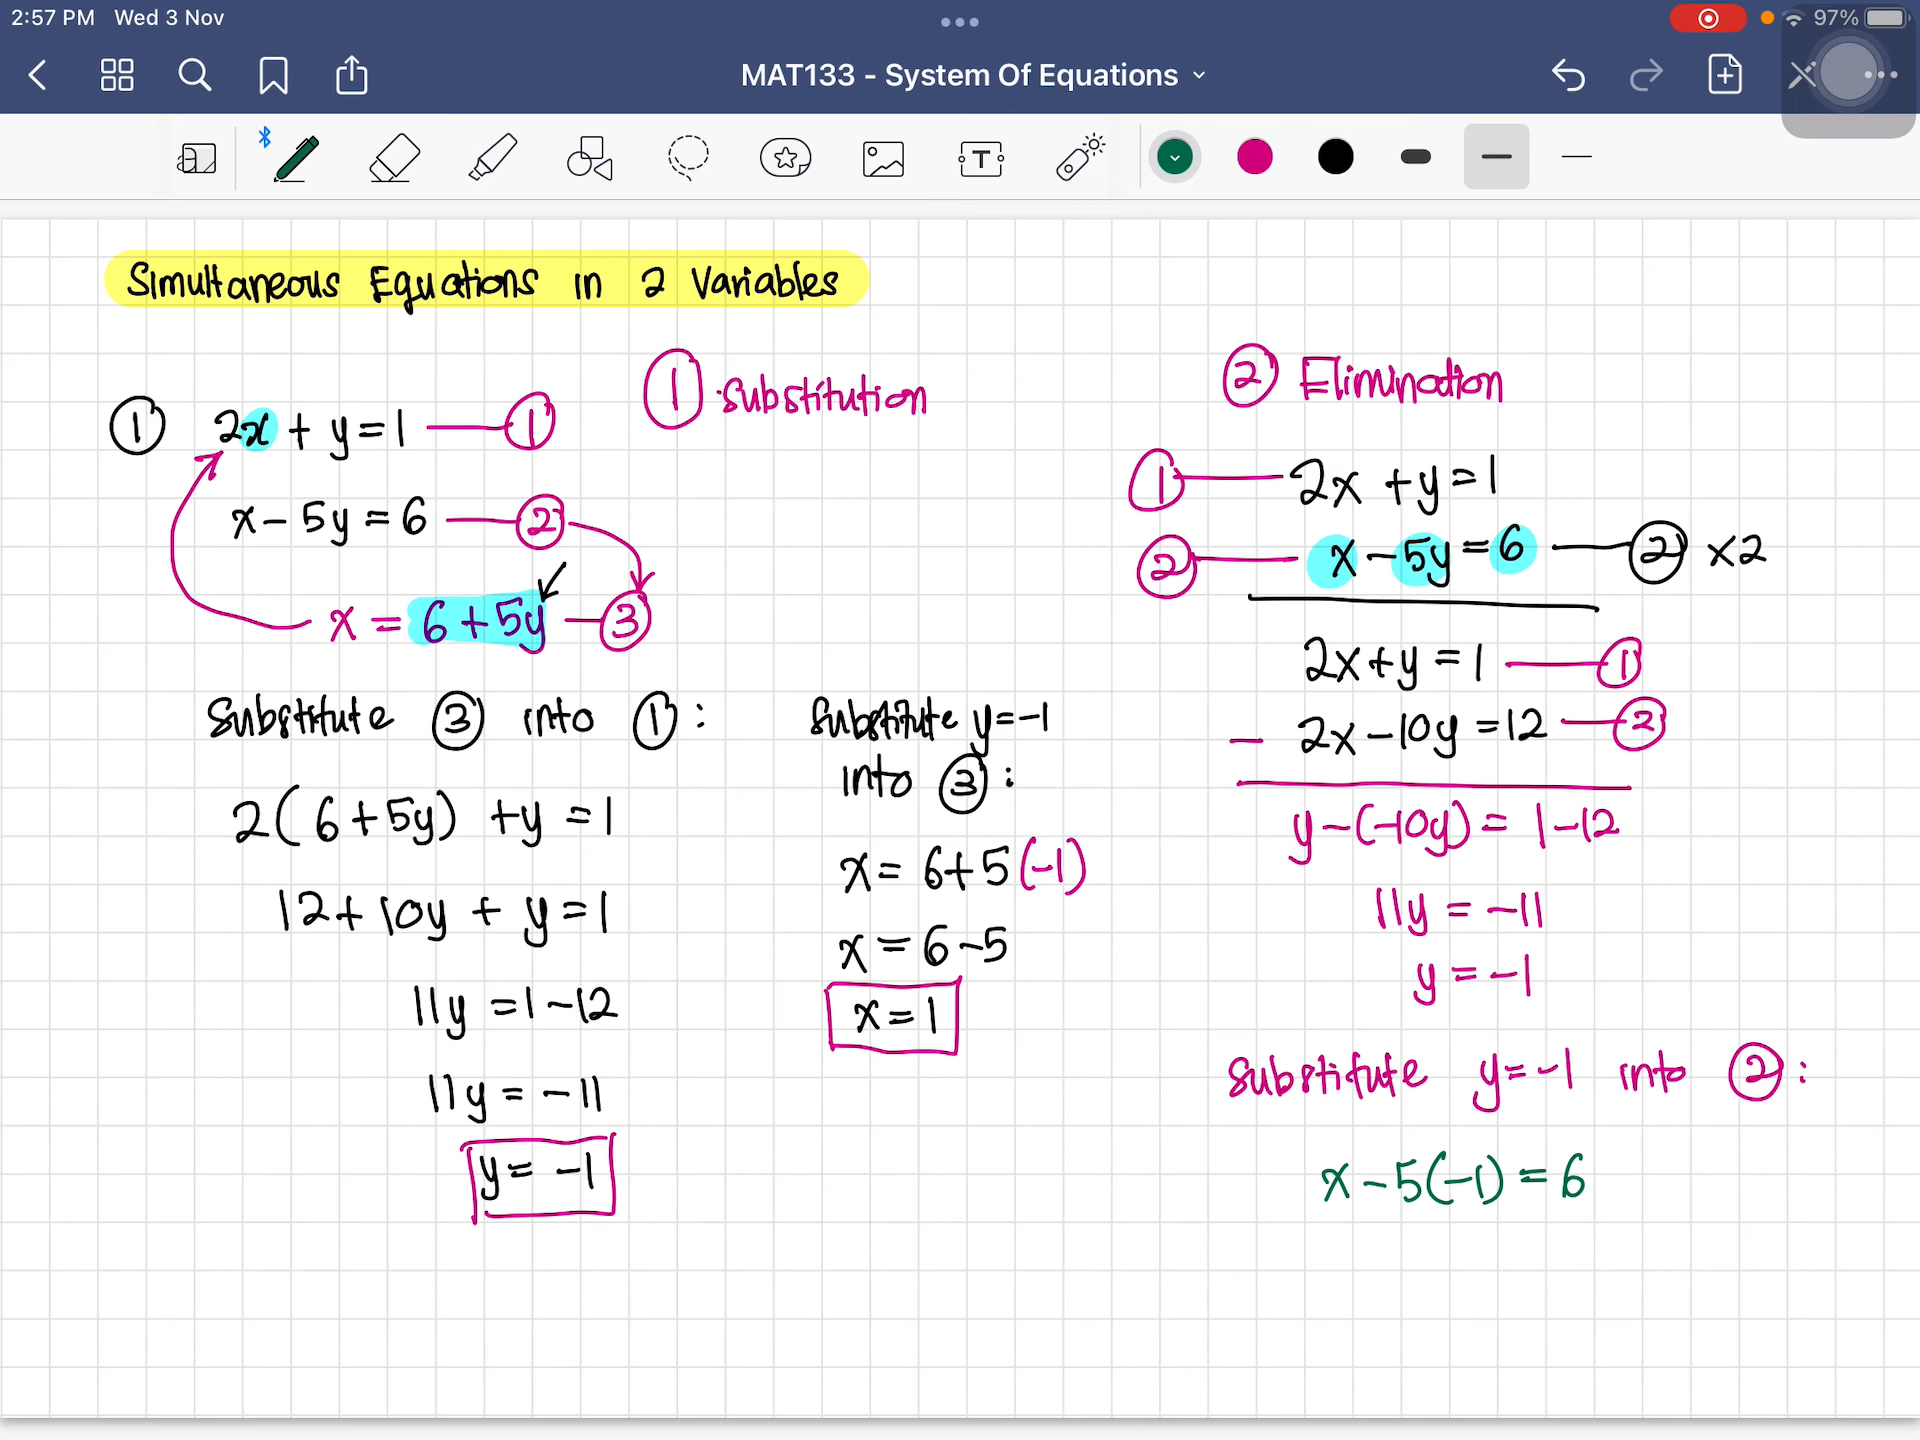 2:57 PM Wed 3 Nov
97%
MAT133 - System Of Equations
Simultaneous Equations in 2 Variables
① 2x + y = 1 — ①
x - 5y = 6 — ②
x = 6 + 5y — ③
Substitute ③ into ① :
2(6 + 5y) + y = 1
12 + 10y + y = 1
11y = 1 - 12
11y = -11
y = -1
① Substitution
Substitute y = -1
into ③ :
x = 6 + 5(-1)
x = 6 - 5
x = 1
② Elimination
① — 2x + y = 1
② — x - 5y = 6 — ② ×2
2x + y = 1 — ①
- 2x - 10y = 12 — ②
y - (-10y) = 1 - 12
11y = -11
y = -1
Substitute y = -1 into ② :
x - 5(-1) = 6